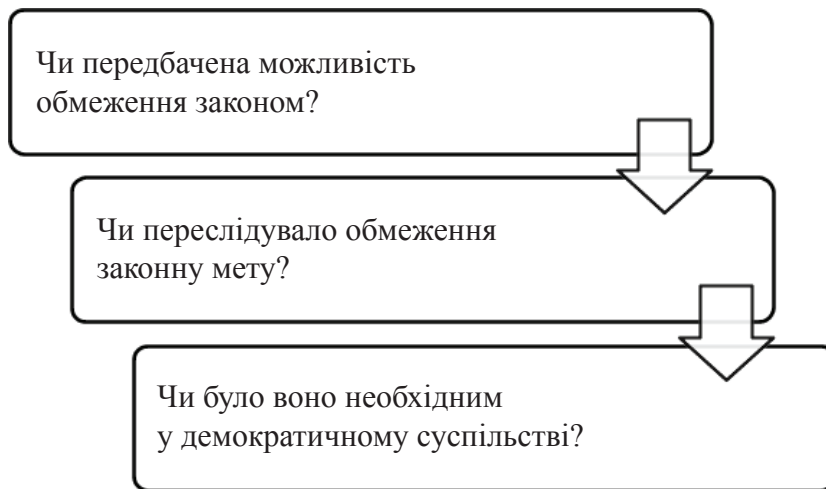 Чи передбачена можливість
обмеження законом?
Чи переслідувало обмеження
законну мету?
Чи було воно необхідним
у демократичному суспільстві?